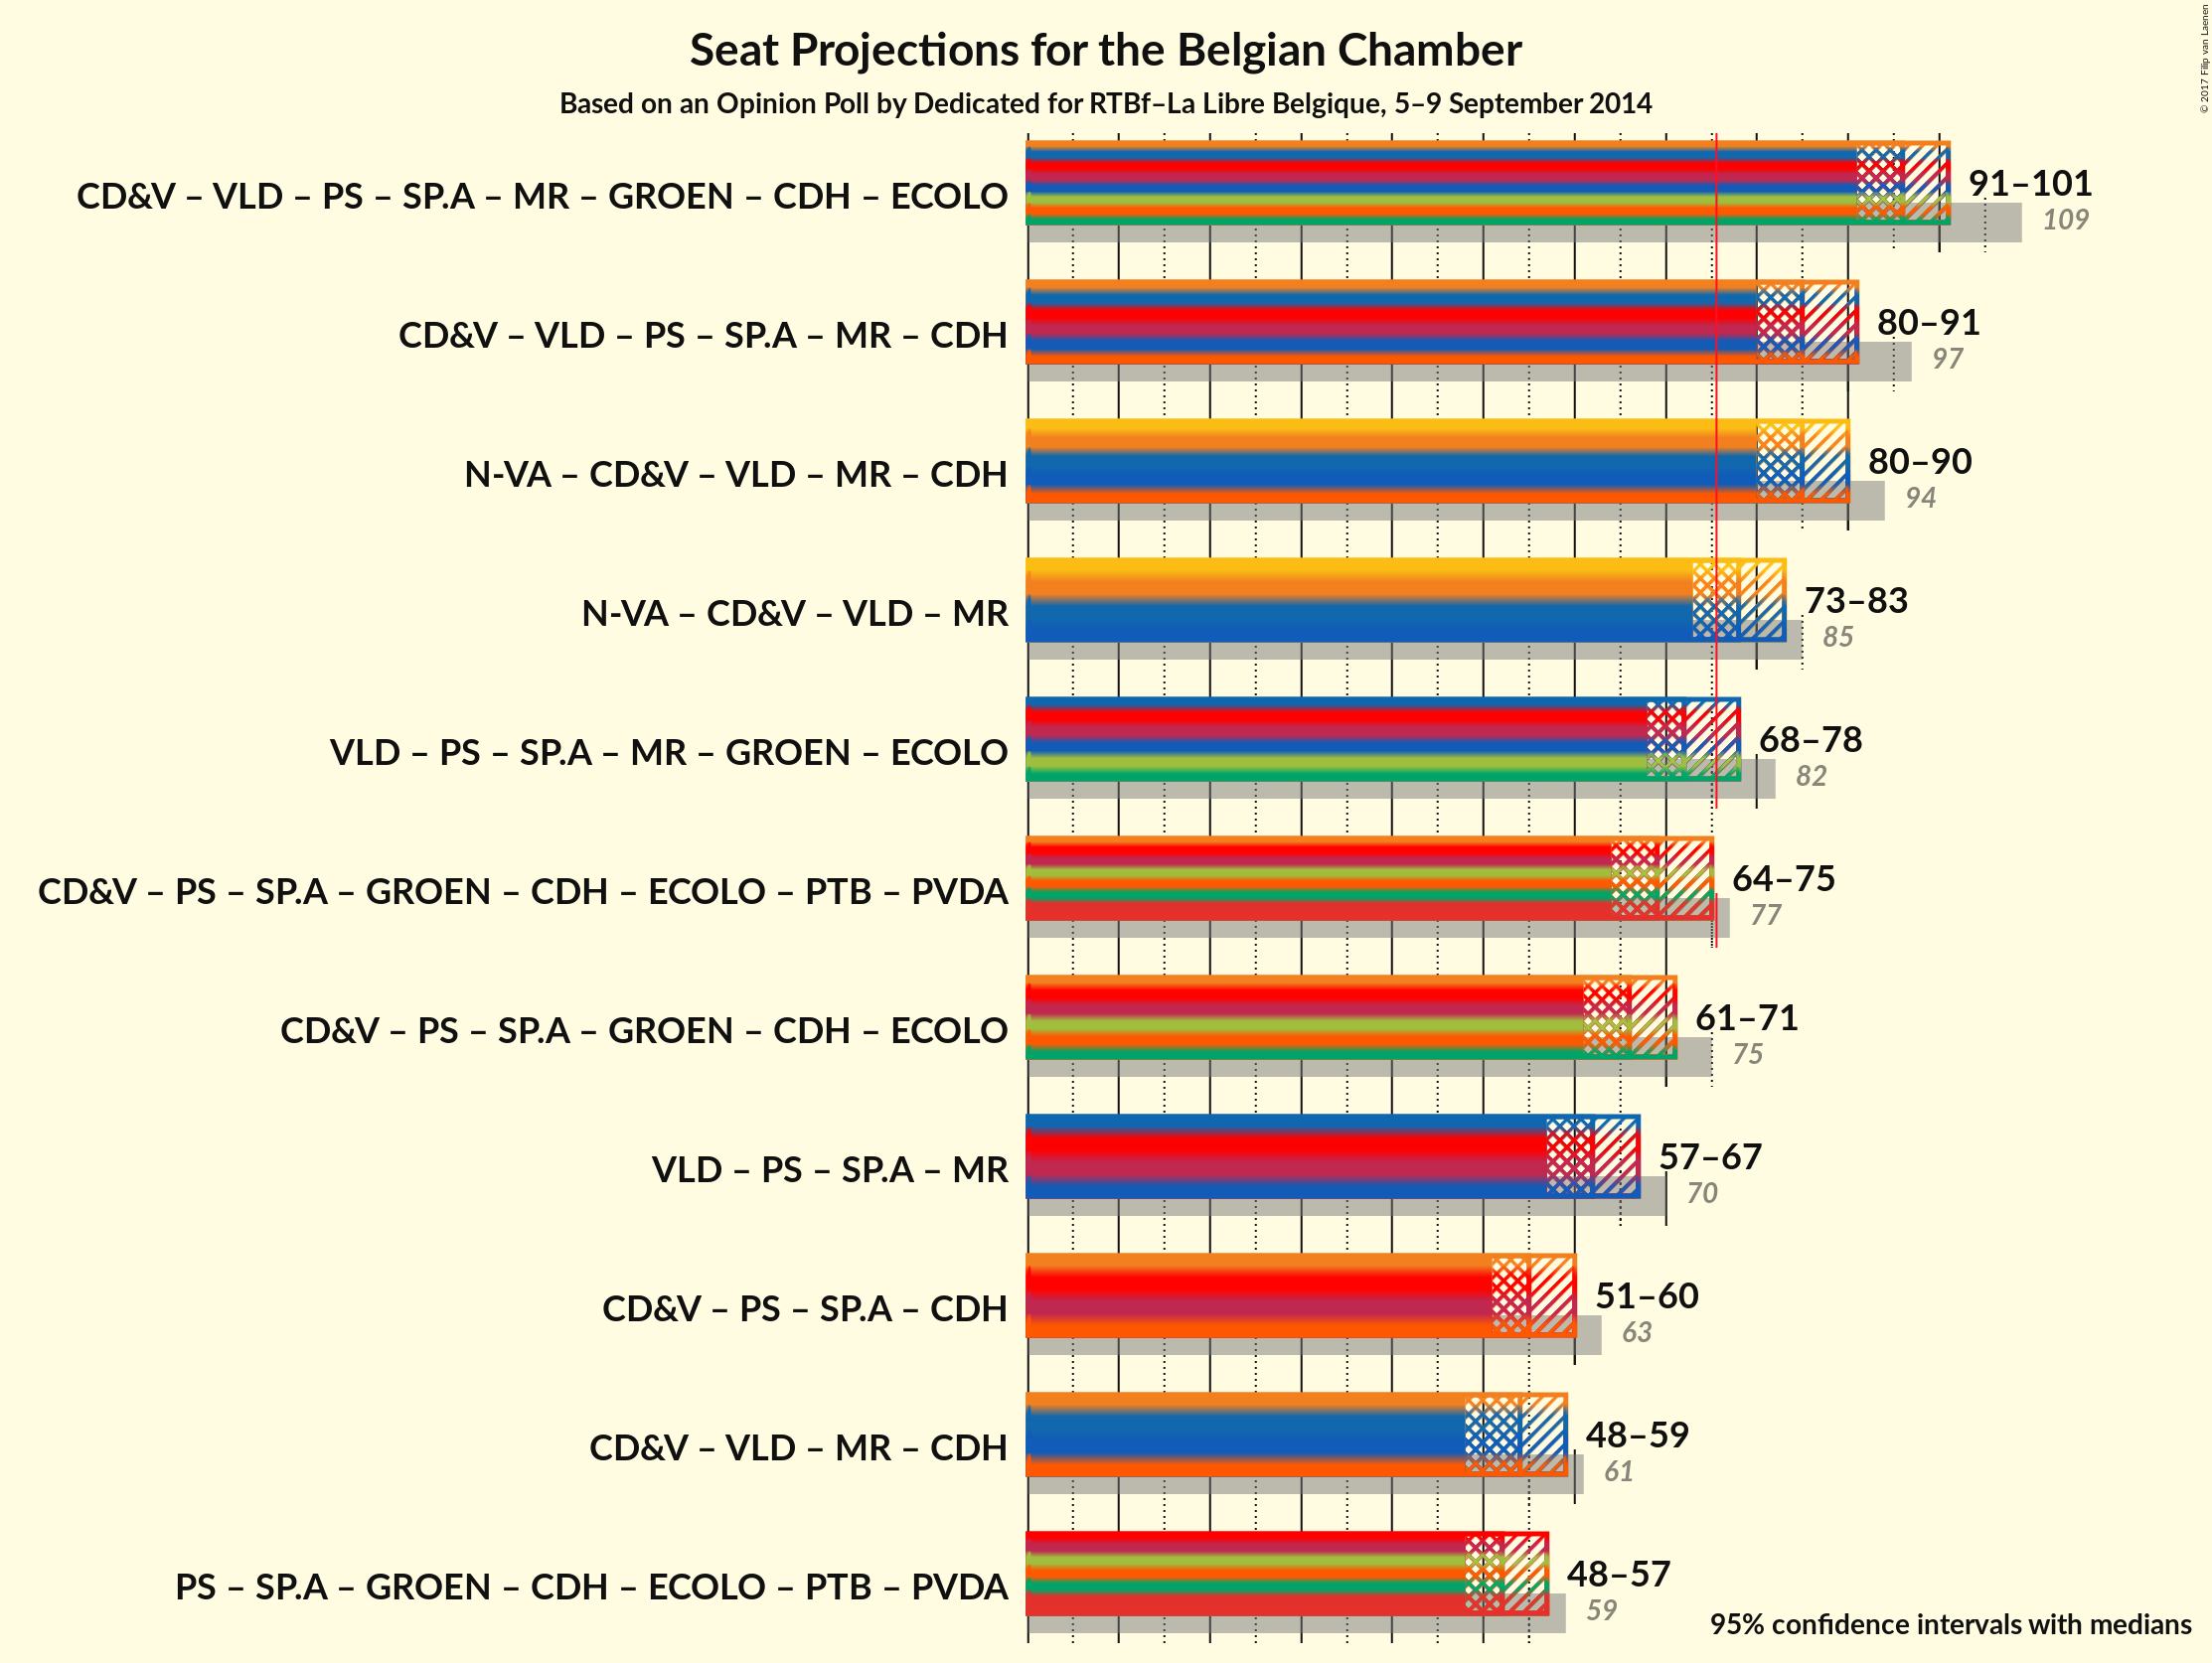 Seat Projections for the Belgian Chamber
Based on an Opinion Poll by Dedicated for RTBf–La Libre Belgique, 5–9 September 2014
© 2017 Filip van Laenen
CD&V – VLD – PS – SP.A – MR – GROEN – CDH – ECOLO
91–101
109
CD&V – VLD – PS – SP.A – MR – CDH
80–91
97
N-VA – CD&V – VLD – MR – CDH
80–90
94
N-VA – CD&V – VLD – MR
73–83
85
VLD – PS – SP.A – MR – GROEN – ECOLO
68–78
82
CD&V – PS – SP.A – GROEN – CDH – ECOLO – PTB – PVDA
64–75
77
CD&V – PS – SP.A – GROEN – CDH – ECOLO
61–71
75
VLD – PS – SP.A – MR
57–67
70
CD&V – PS – SP.A – CDH
51–60
63
CD&V – VLD – MR – CDH
48–59
61
PS – SP.A – GROEN – CDH – ECOLO – PTB – PVDA
48–57
59
95% confidence intervals with medians